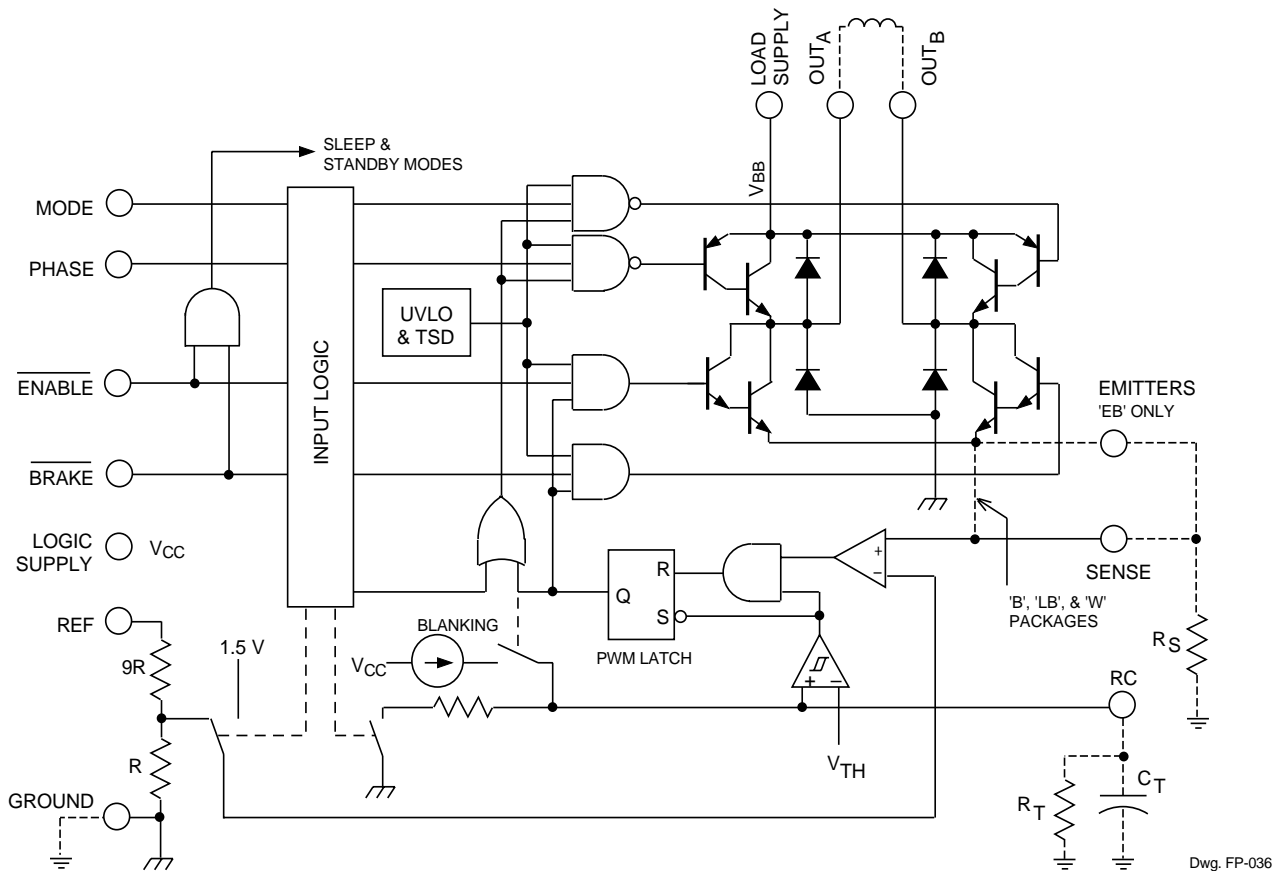 LOAD
SUPPLY
OUTA
OUTB
SLEEP &
STANDBY MODES
VBB
MODE
PHASE
ENABLE
BRAKE
LOGIC
SUPPLY
VCC
REF
GROUND
INPUT LOGIC
UVLO
& TSD
EMITTERS
'EB' ONLY
SENSE
'B', 'LB', & 'W'
PACKAGES
RS
+
–
R
Q
S
PWM LATCH
BLANKING
VCC
1.5 V
9R
R
+
–
VTH
RC
RT
CT
Dwg. FP-036